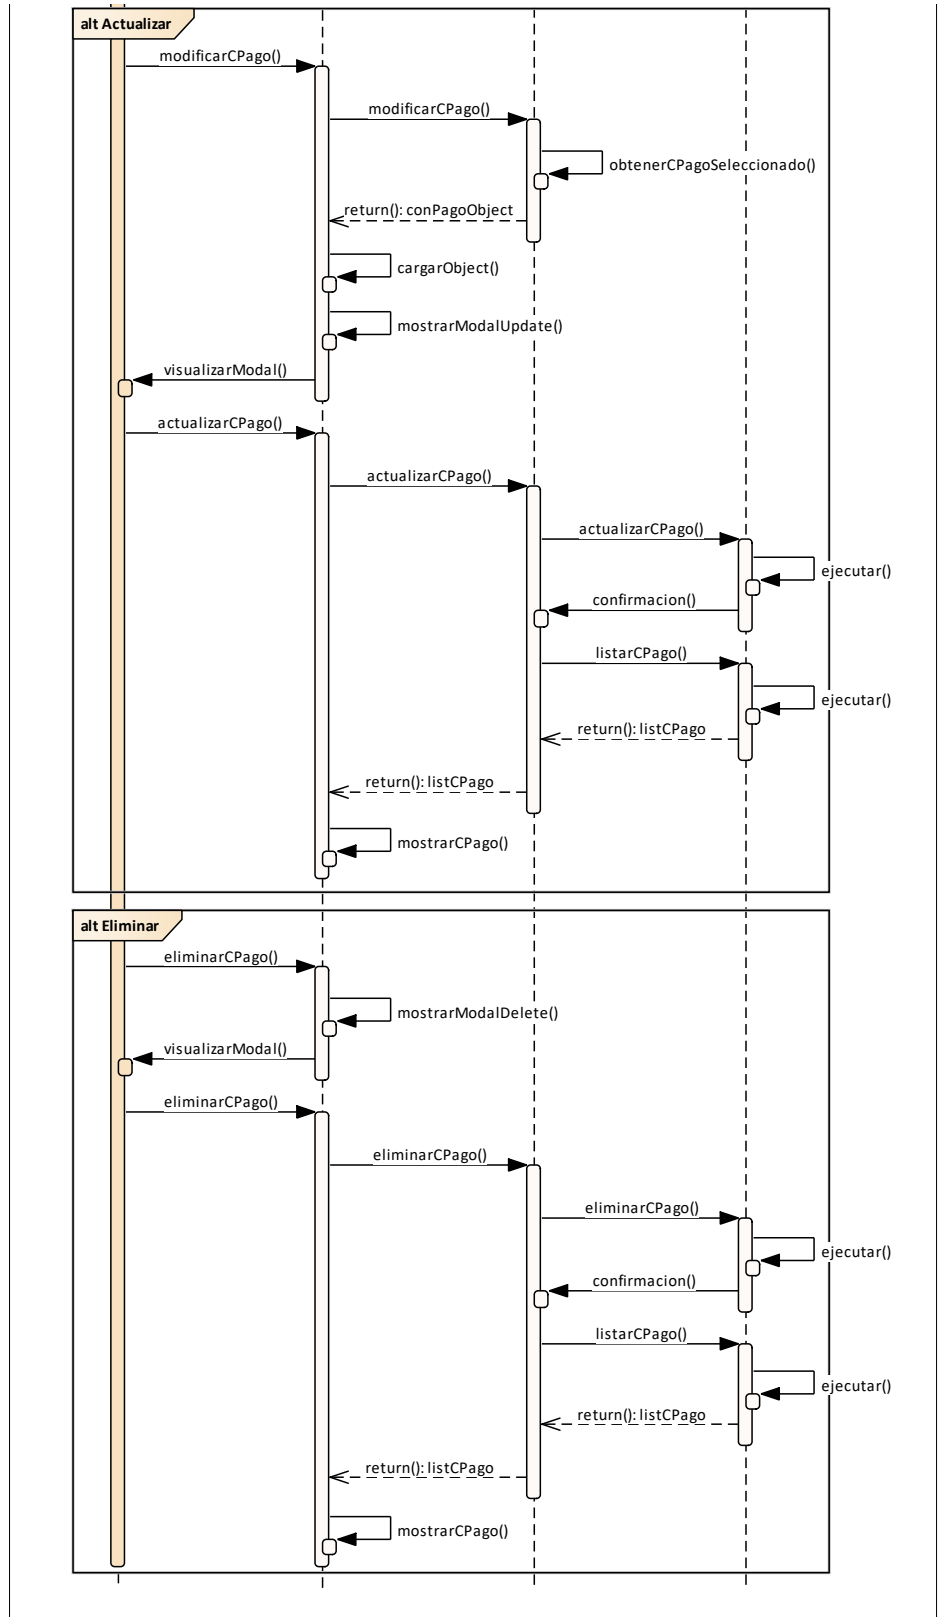 alt Actualizar
modificarCPago()
modificarCPago()
obtenerCPagoSeleccionado()
return(): conPagoObject
cargarObject()
mostrarModalUpdate()
visualizarModal()
actualizarCPago()
actualizarCPago()
actualizarCPago()
ejecutar()
confirmacion()
listarCPago()
ejecutar()
return(): listCPago
return(): listCPago
mostrarCPago()
alt Eliminar
eliminarCPago()
mostrarModalDelete()
visualizarModal()
eliminarCPago()
eliminarCPago()
eliminarCPago()
ejecutar()
confirmacion()
listarCPago()
ejecutar()
return(): listCPago
return(): listCPago
mostrarCPago()